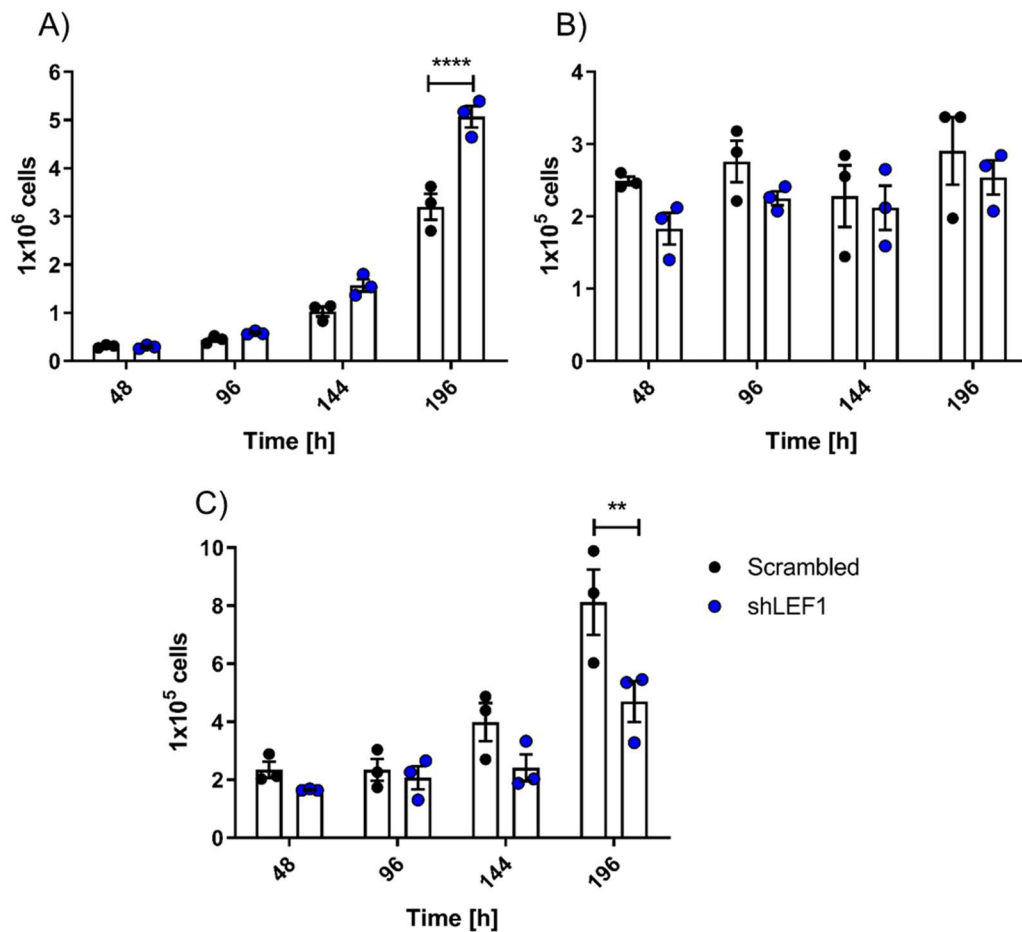 A)
****
6
5
4
3
2
1
0
1x10⁶ cells
48
96
144
196
Time [h]
B)
4
3
2
1
0
1x10⁵ cells
48
96
144
196
Time [h]
C)
**
10
8
6
4
2
0
1x10⁵ cells
48
96
144
196
Time [h]
Scrambled
shLEF1